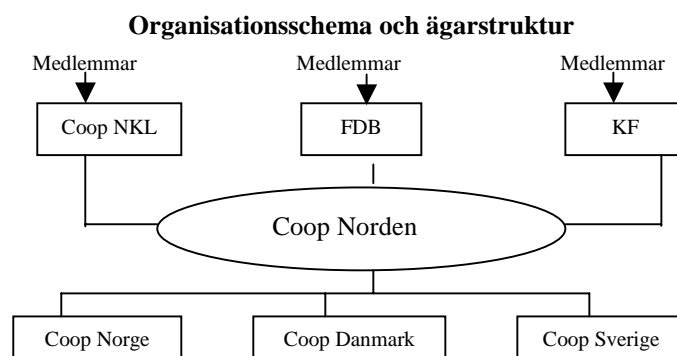 Organisationsschema och ägarstruktur
Medlemmar Medlemmar Medlemmar
Coop NKL FDB KF
Coop Norden
Coop Norge Coop Danmark Coop Sverige